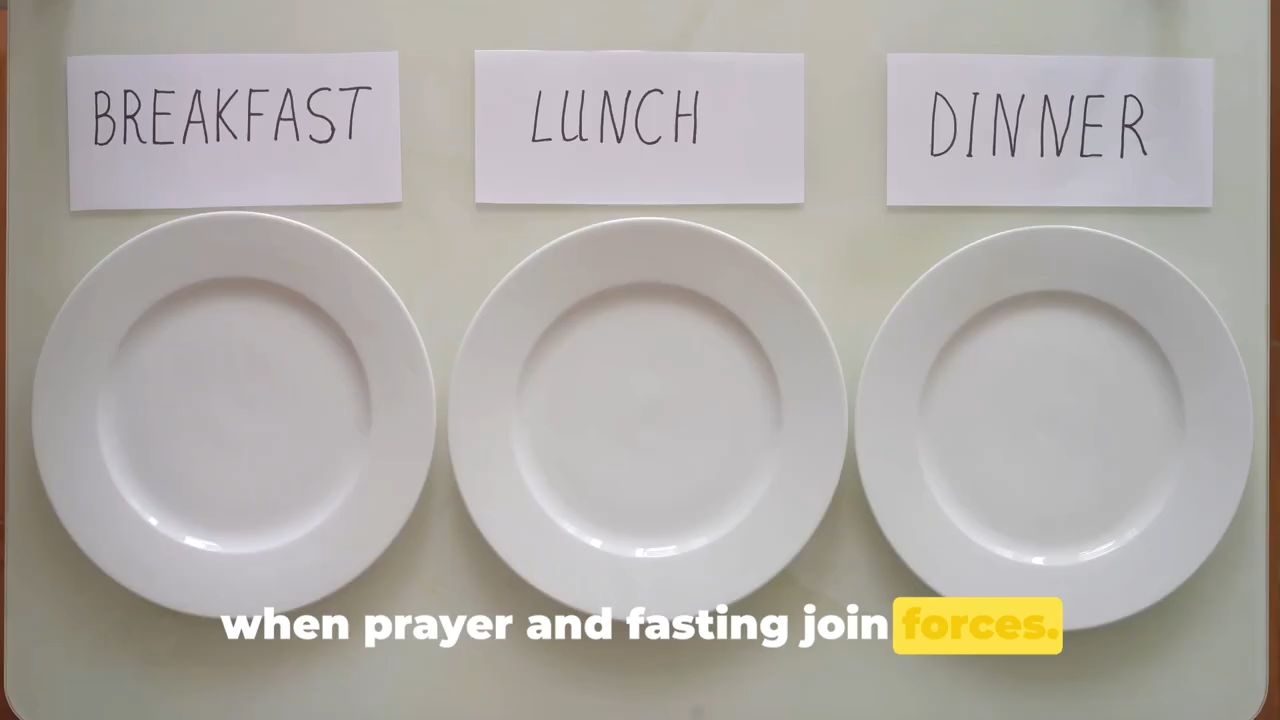 BREAKFAST
LUNCH
DINNER
when prayer and fasting join forces.